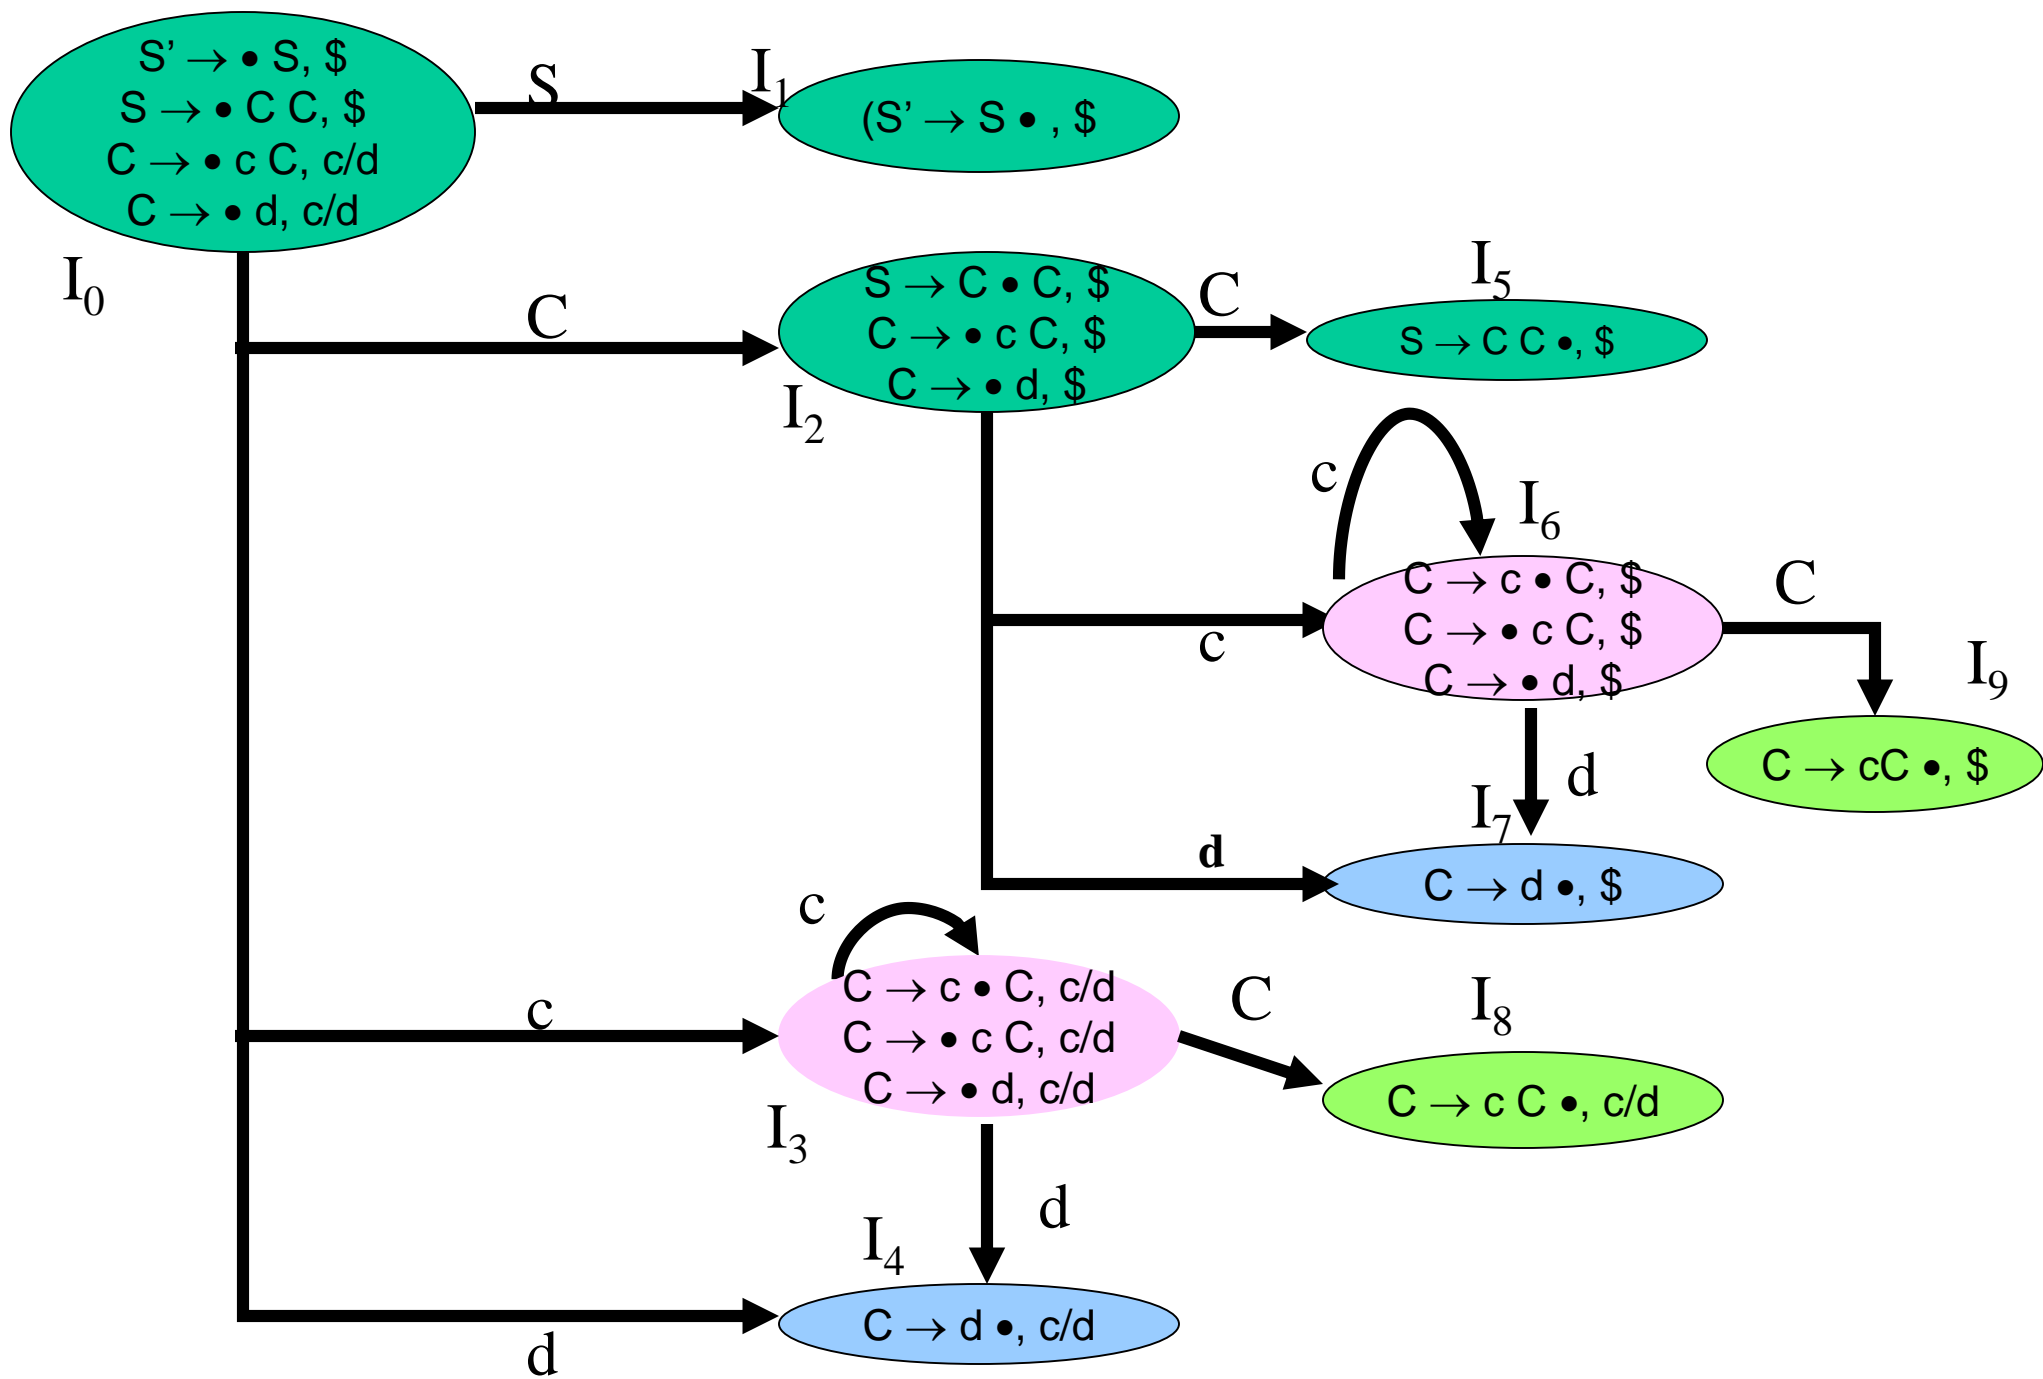 S’ → • S, $
S → • C C, $
C → • c C, c/d
C → • d, c/d
I0
S
I1
(S’ → S • , $
C
S → C • C, $
C → • c C, $
C → • d, $
I2
C
I5
S → C C •, $
c
I6
c
C → c • C, $
C → • c C, $
C → • d, $
C
I9
C → cC •, $
d
I7
d
C → d •, $
c
c
C → c • C, c/d
C → • c C, c/d
C → • d, c/d
I3
C
I8
C → c C •, c/d
d
I4
d
C → d •, c/d